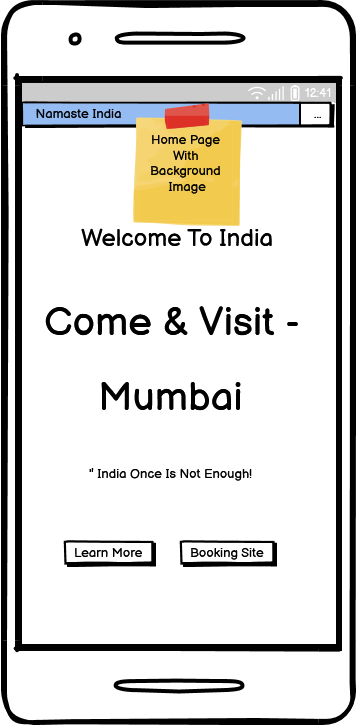 12:41
Namaste India
...
Home Page
With
Background
Image
Welcome To India
Come & Visit -
Mumbai
" India Once Is Not Enough!
Learn More
Booking Site